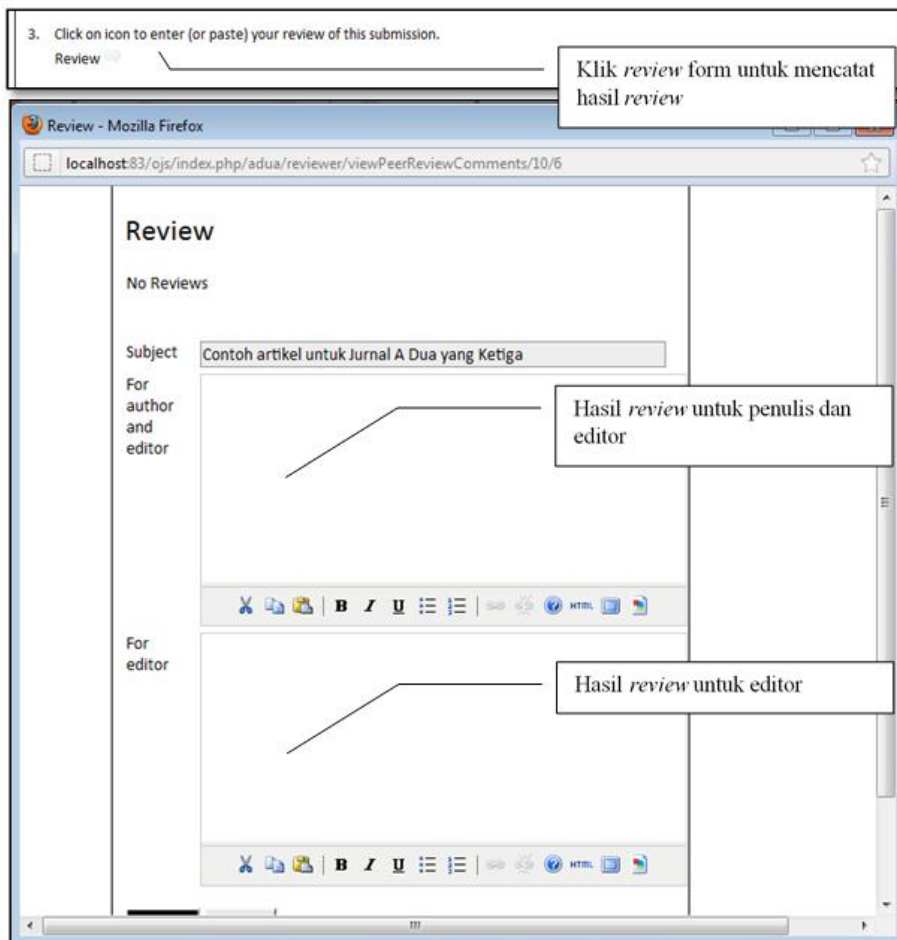 3. Click on icon to enter (or paste) your review of this submission.
Review
Klik review form untuk mencatat
hasil review
Review - Mozilla Firefox
localhost:83/ojs/index.php/adua/reviewer/viewPeerReviewComments/10/6
Review
No Reviews
Subject
Contoh artikel untuk Jurnal A Dua yang Ketiga
For
author
and
editor
Hasil review untuk penulis dan
editor
B I U HTML
For
editor
Hasil review untuk editor
B I U HTML